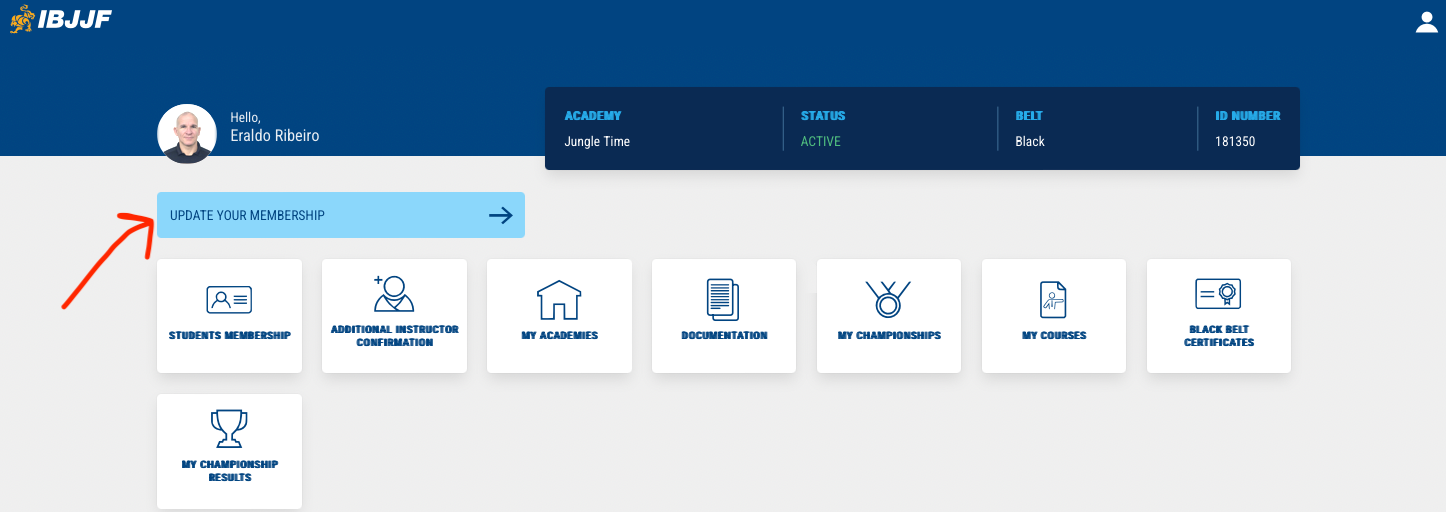 IBJJF
Hello,
Eraldo Ribeiro
ACADEMY
Jungle Time
STATUS
ACTIVE
BELT
Black
ID NUMBER
181350
UPDATE YOUR MEMBERSHIP
STUDENTS MEMBERSHIP
ADDITIONAL INSTRUCTOR
CONFIRMATION
MY ACADEMIES
DOCUMENTATION
MY CHAMPIONSHIPS
MY COURSES
BLACK BELT
CERTIFICATES
MY CHAMPIONSHIP
RESULTS